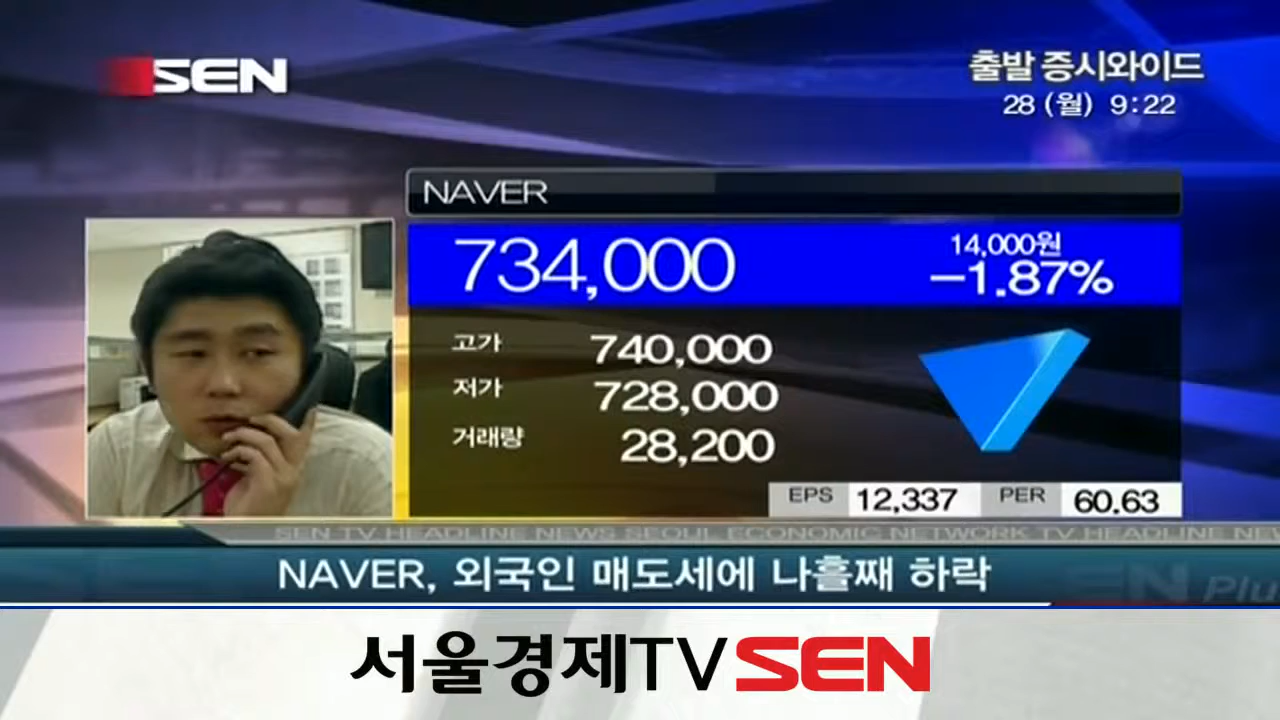 SEN
출발 증시와이드
28 (월) 9:22
NAVER
734,000
14,000원
-1.87%
고가 740,000
저가 728,000
거래량 28,200
EPS 12,337 PER 60.63
SEN TV HEADLINE NEWS SEOUL ECONOMIC NETWORK TV HEADLINE NE
NAVER, 외국인 매도세에 나흘째 하락
EN Plu
서울경제TV SEN